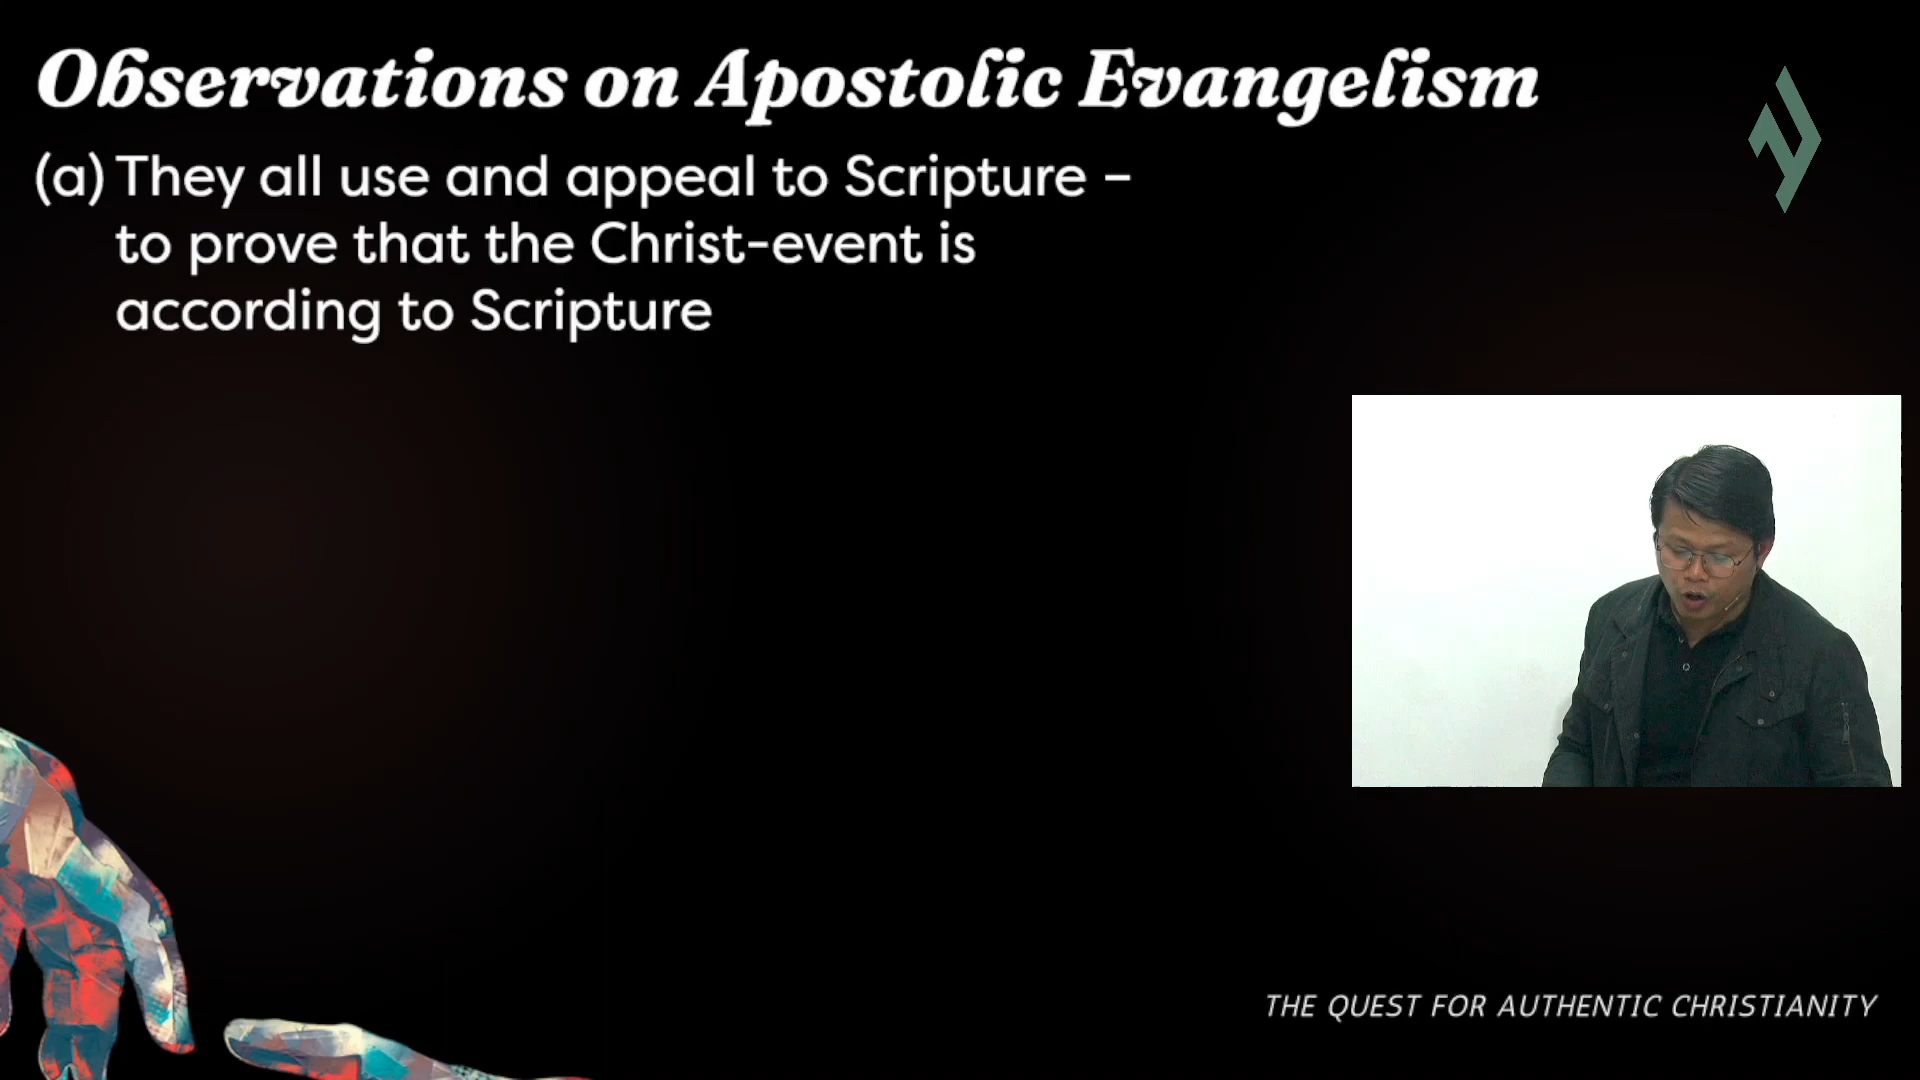 Observations on Apostolic Evangelism
(a) They all use and appeal to Scripture –
to prove that the Christ-event is
according to Scripture
THE QUEST FOR AUTHENTIC CHRISTIANITY